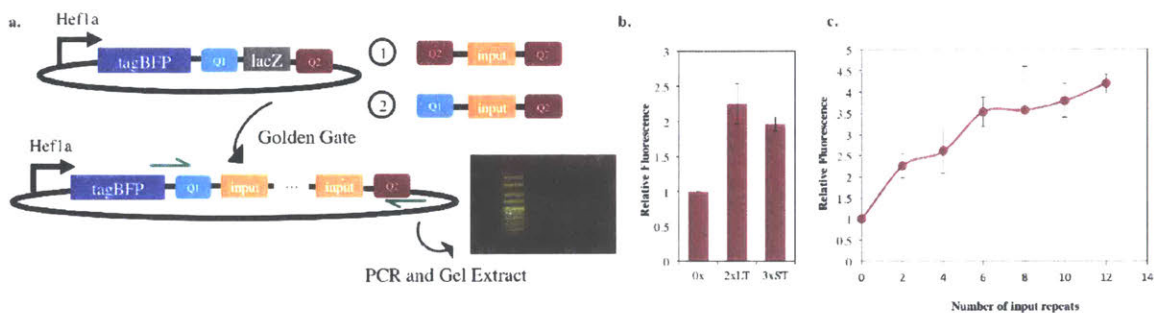 a.
Hef1a
tagBFP Q1 lacZ Q2
1 Q2 input Q2
2 Q1 input Q2
Golden Gate
Hef1a
tagBFP Q1 input ... input Q2
PCR and Gel Extract
b.
Relative Fluorescence
3
2.5
2
1.5
1
0.5
0
0x 2xLT 3xST
c.
Relative Fluorescence
5
4.5
4
3.5
3
2.5
2
1.5
1
0.5
0
0 2 4 6 8 10 12 14
Number of input repeats